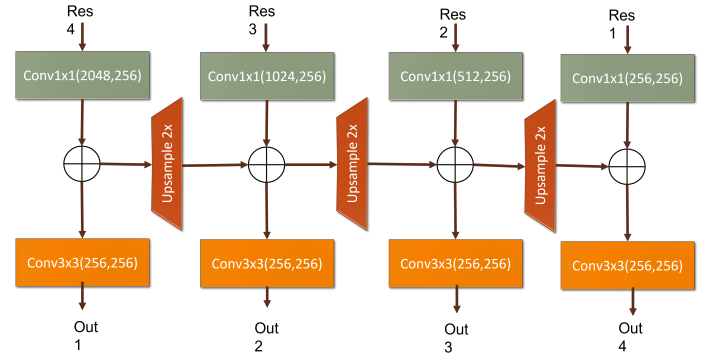 Res
4
Res
3
Res
2
Res
1
Conv1x1(2048,256)
Conv1x1(1024,256)
Conv1x1(512,256)
Conv1x1(256,256)
Upsample 2x
Upsample 2x
Upsample 2x
Conv3x3(256,256)
Conv3x3(256,256)
Conv3x3(256,256)
Conv3x3(256,256)
Out
1
Out
2
Out
3
Out
4